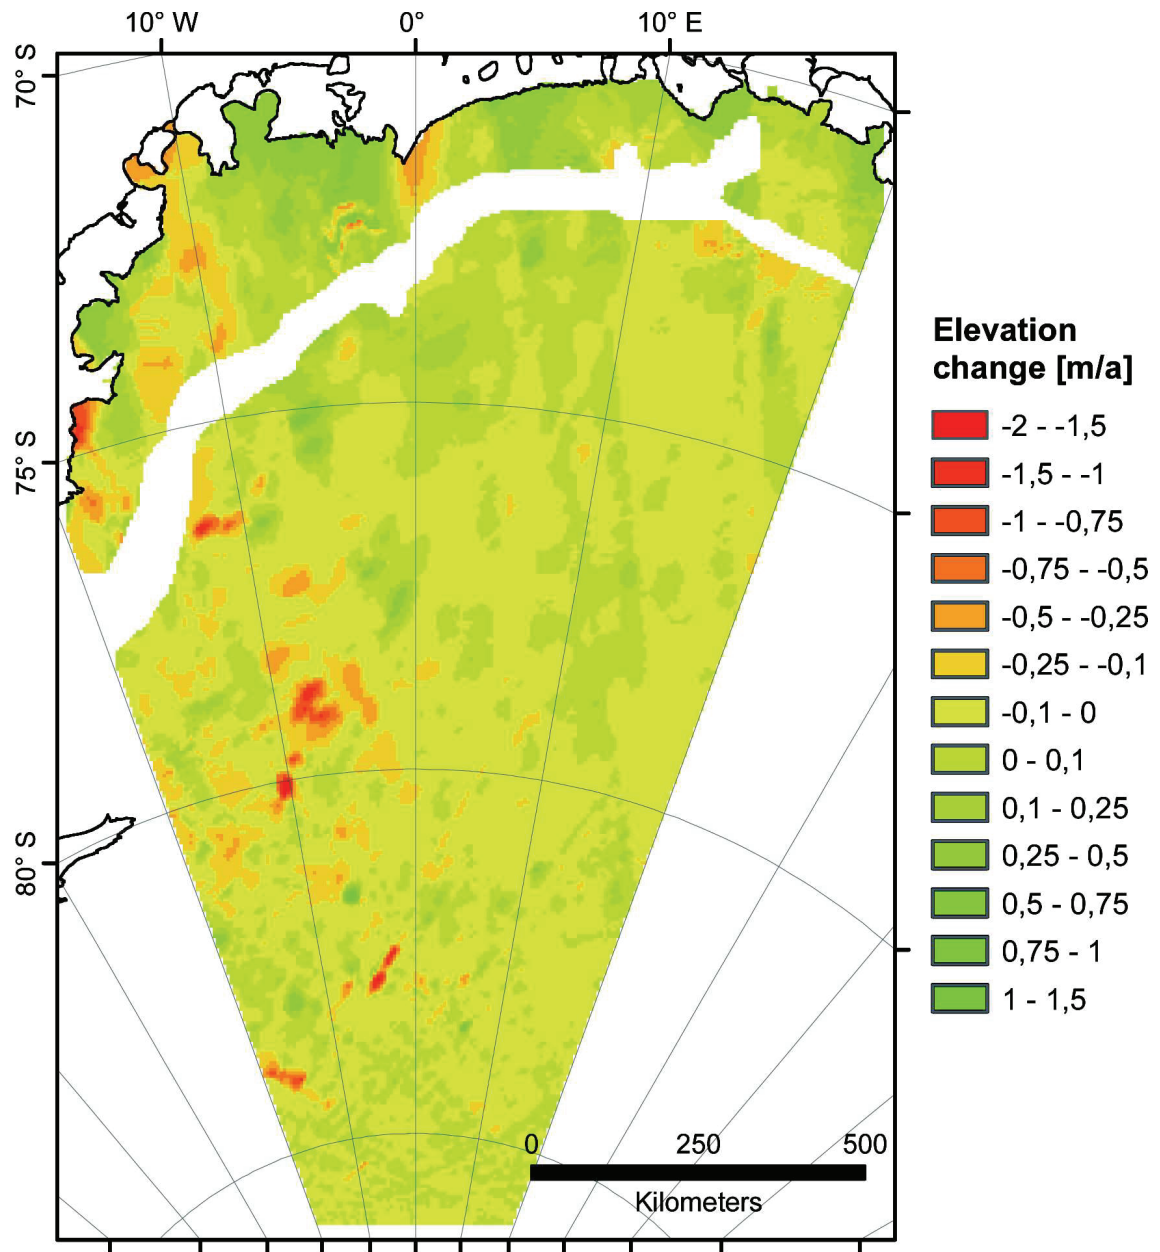 10° W
0°
10° E
70° S
75° S
80° S
Elevation
change [m/a]
-2 - -1,5
-1,5 - -1
-1 - -0,75
-0,75 - -0,5
-0,5 - -0,25
-0,25 - -0,1
-0,1 - 0
0 - 0,1
0,1 - 0,25
0,25 - 0,5
0,5 - 0,75
0,75 - 1
1 - 1,5
0 250 500
Kilometers